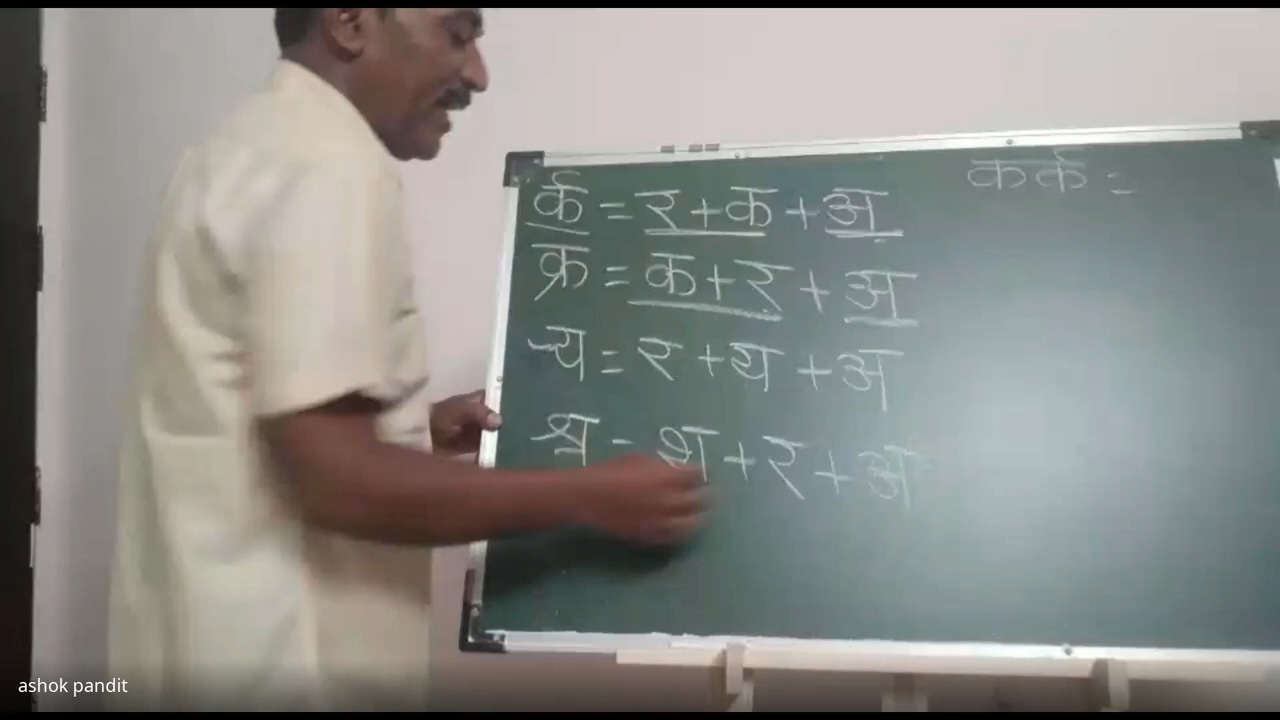 र्क = र + क + अ
क्र = क + र + अ
ऱ्य = र + य + अ
श्र = श + र + अ
कर्क =
ashok pandit